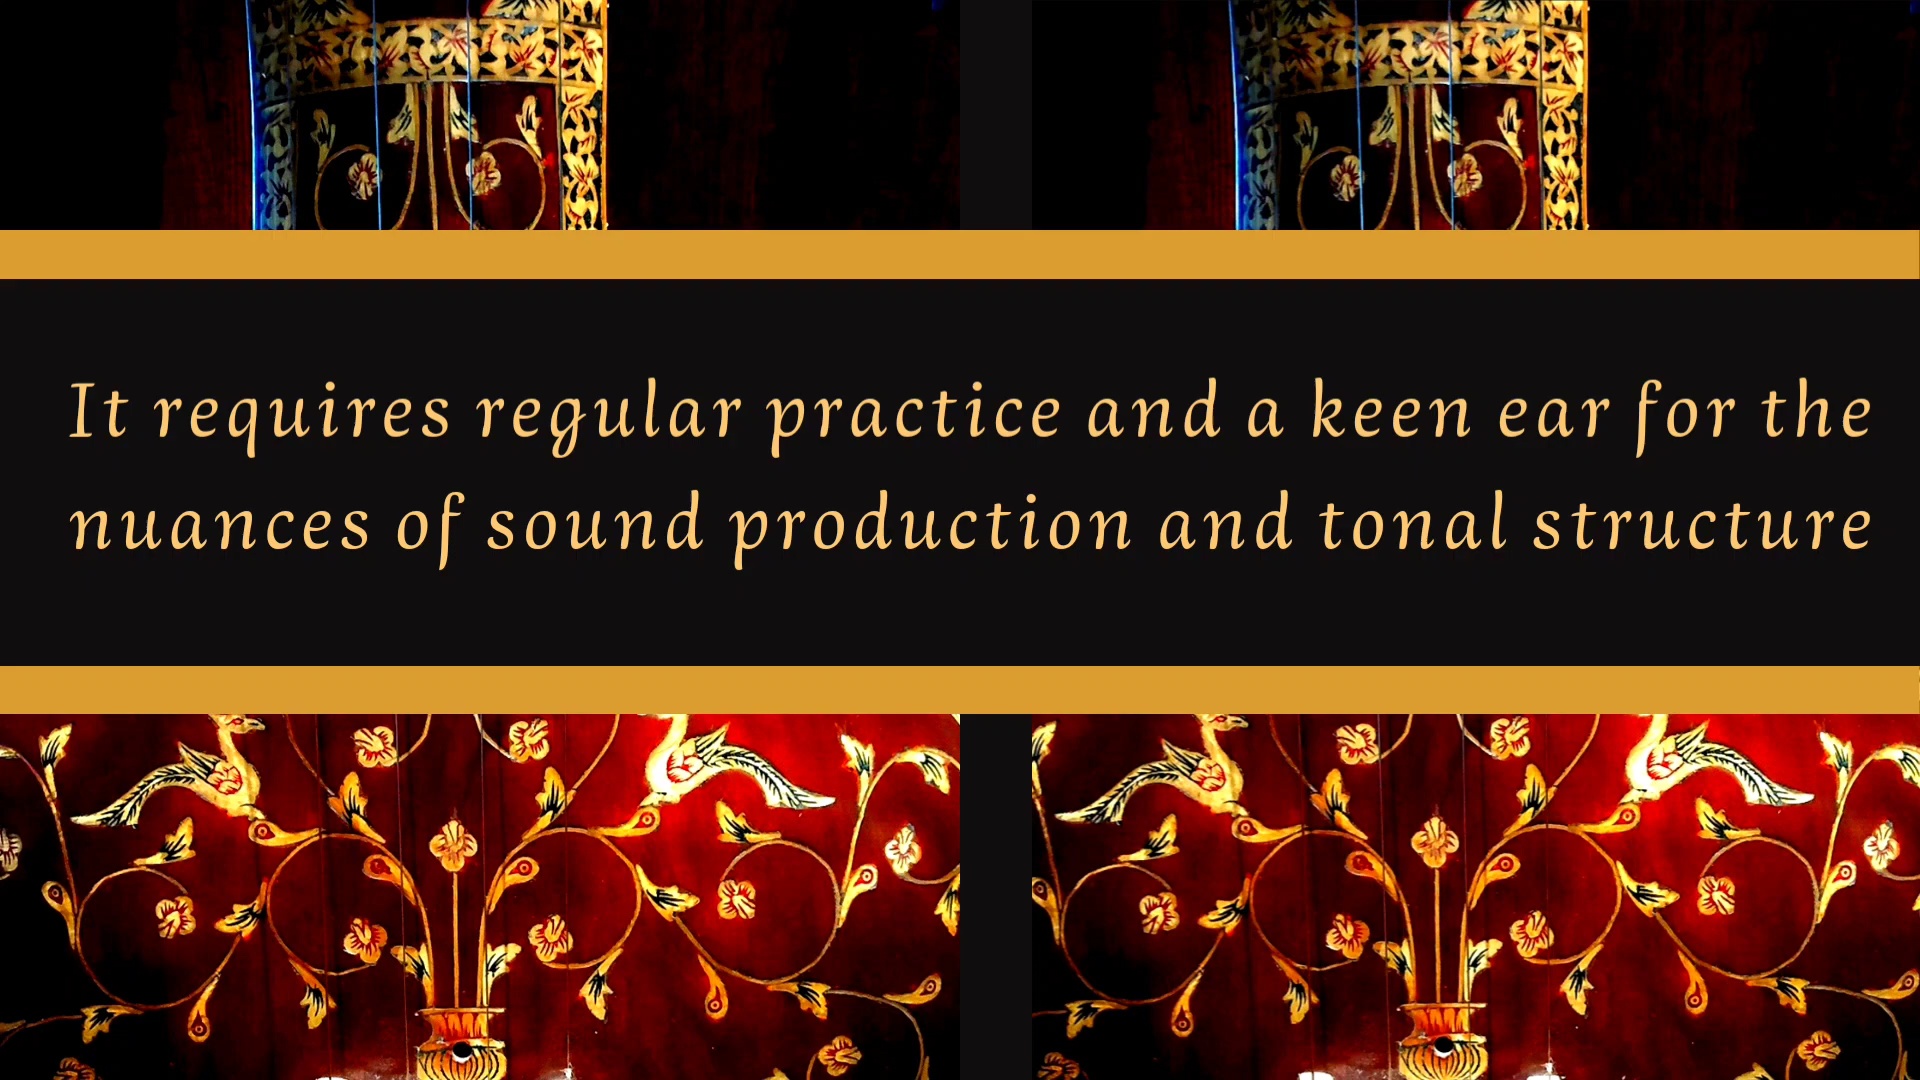 It requires regular practice and a keen ear for the
nuances of sound production and tonal structure